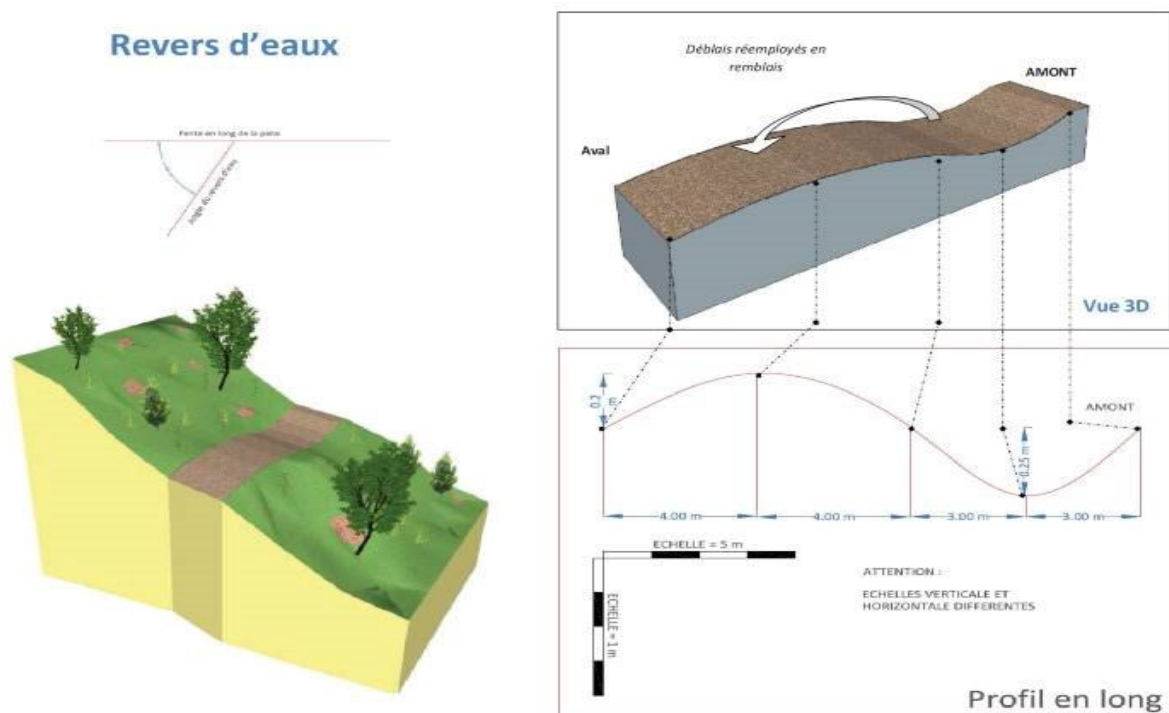 Revers d'eaux
Pente en long de la piste
Angle du revers d'eau
Déblais réemployés en
remblais
AMONT
Aval
Vue 3D
0.2
m
AMONT
0.25 m
4.00 m
4.00 m
3.00 m
3.00 m
ECHELLE = 5 m
ECHELLE = 1 m
ATTENTION :
ECHELLES VERTICALE ET
HORIZONTALE DIFFERENTES
Profil en long